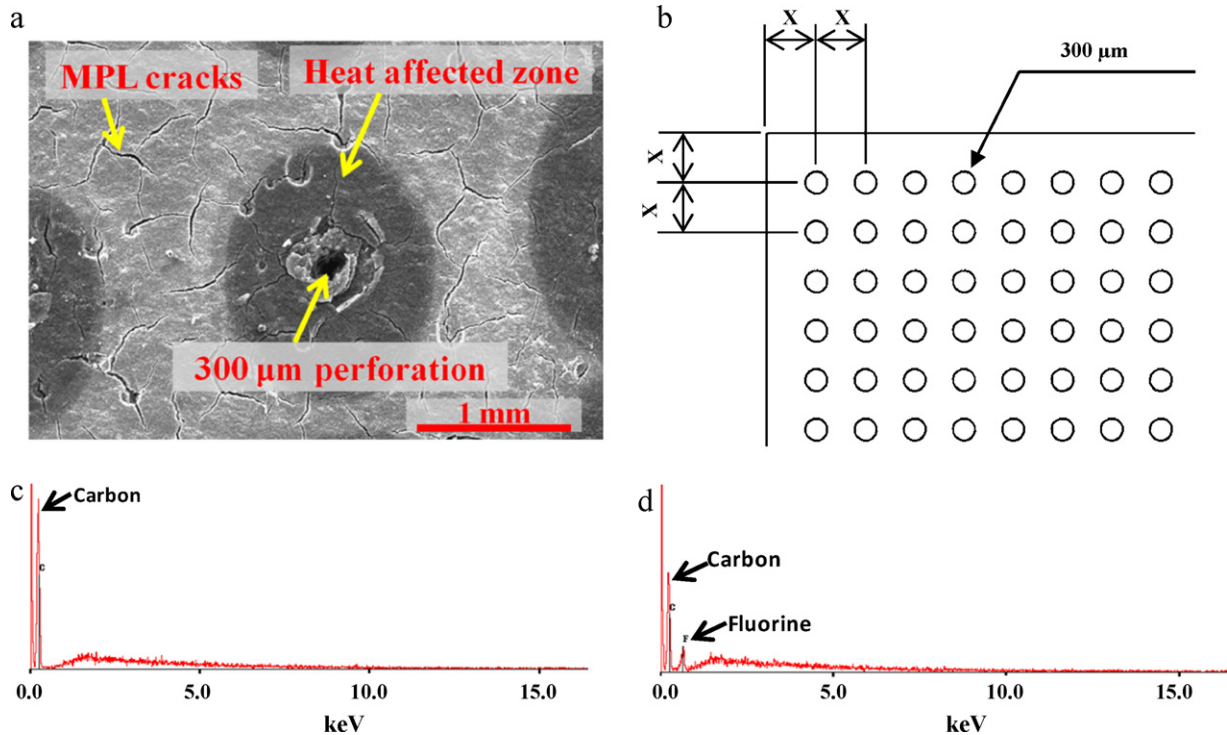 a
MPL cracks
Heat affected zone
300 µm perforation
1 mm
b
X
X
300 µm
X
X
c
Carbon
C
0.0
5.0
10.0
15.0
keV
d
Carbon
C
Fluorine
F
0.0
5.0
10.0
15.0
keV